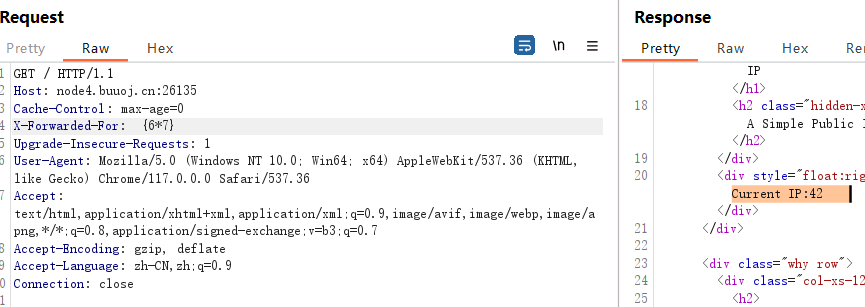 Request
Response
Pretty Raw Hex
\n
Pretty Raw Hex
GET / HTTP/1.1
Host: node4.buuoj.cn:26135
Cache-Control: max-age=0
X-Forwarded-For: {6*7}
Upgrade-Insecure-Requests: 1
User-Agent: Mozilla/5.0 (Windows NT 10.0; Win64; x64) AppleWebKit/537.36 (KHTML,
like Gecko) Chrome/117.0.0.0 Safari/537.36
Accept:
text/html,application/xhtml+xml,application/xml;q=0.9,image/avif,image/webp,image/a
png,*/*;q=0.8,application/signed-exchange;v=b3;q=0.7
Accept-Encoding: gzip, deflate
Accept-Language: zh-CN,zh;q=0.9
Connection: close
IP
</h1>
18 <h2 class="hidden-x
A Simple Public I
</h2>
19 </div>
20 <div style="float:rig
Current IP:42
</div>
21 </div>
22
23 <div class="why row">
24 <div class="col-xs-12
25 <h2>